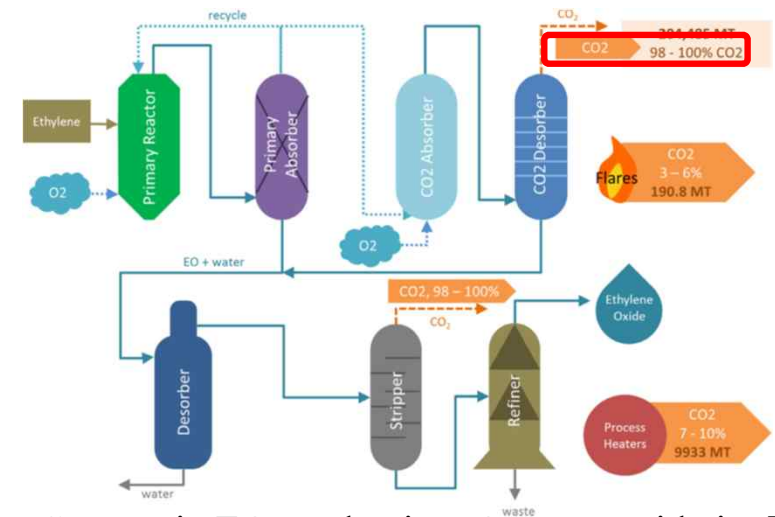 recycle
CO2
CO2
98 - 100% CO2
Ethylene
O2
Primary Reactor
Primary
Absorber
CO2 Absorber
CO2 Desorber
O2
Flares
CO2
3 – 6%
190.8 MT
EO + water
CO2, 98 – 100%
CO2
Ethylene
Oxide
Desorber
Stripper
Refiner
Process
Heaters
CO2
7 - 10%
9933 MT
water
waste